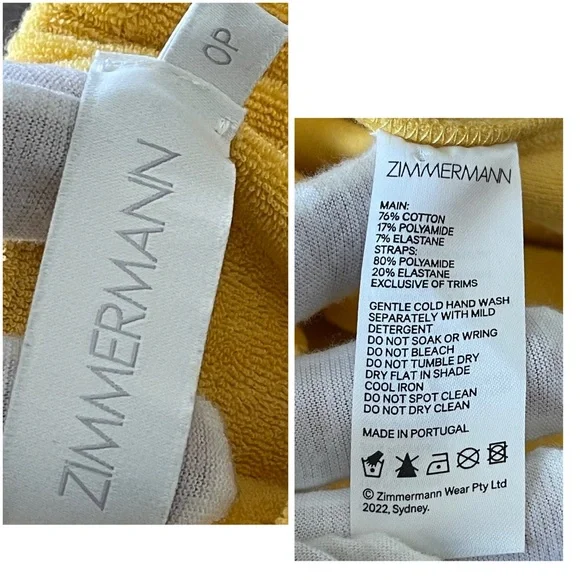 0P
ZIMMERMANN
ZIMMERMANN
MAIN:
76% COTTON
17% POLYAMIDE
7% ELASTANE
STRAPS:
80% POLYAMIDE
20% ELASTANE
EXCLUSIVE OF TRIMS
GENTLE COLD HAND WASH
SEPARATELY WITH MILD
DETERGENT
DO NOT SOAK OR WRING
DO NOT BLEACH
DO NOT TUMBLE DRY
DRY FLAT IN SHADE
COOL IRON
DO NOT SPOT CLEAN
DO NOT DRY CLEAN
MADE IN PORTUGAL
© Zimmermann Wear Pty Ltd
2022, Sydney.